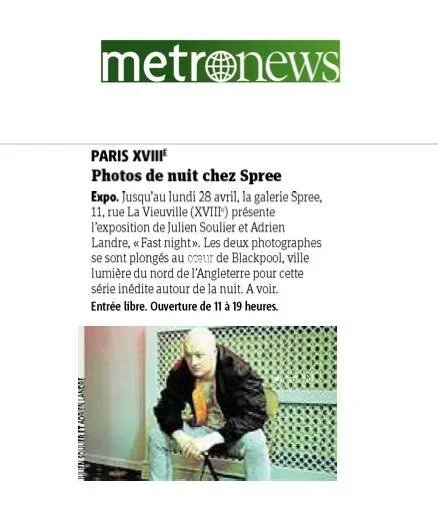 metronews
PARIS XVIIIE
Photos de nuit chez Spree
Expo. Jusqu'au lundi 28 avril, la galerie Spree,
11, rue La Vieuville (XVIIIe) présente
l'exposition de Julien Soulier et Adrien
Landre, « Fast night ». Les deux photographes
se sont plongés au cœur de Blackpool, ville
lumière du nord de l'Angleterre pour cette
série inédite autour de la nuit. A voir.
Entrée libre. Ouverture de 11 à 19 heures.
JULIEN SOULIER ET ADRIEN LANDRE